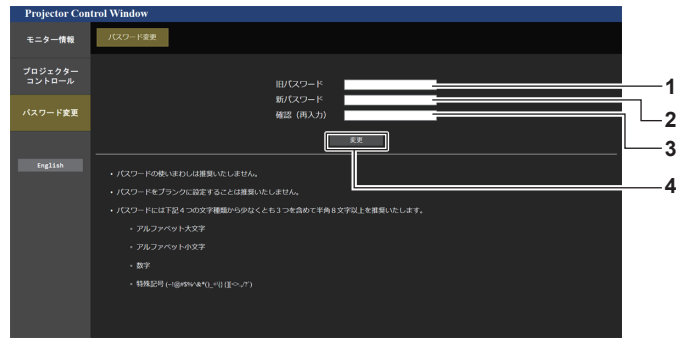 Projector Control Window
モニター情報
パスワード変更
プロジェクター
コントロール
旧パスワード
1
新パスワード
2
パスワード変更
確認（再入力）
3
変更
English
• パスワードの使いまわしは推奨いたしません。
4
• パスワードをブランクに設定することは推奨いたしません。
• パスワードには下記４つの文字種類から少なくとも３つを含めて半角８文字以上を推奨いたします。
アルファベット大文字
アルファベット小文字
数字
特殊記号